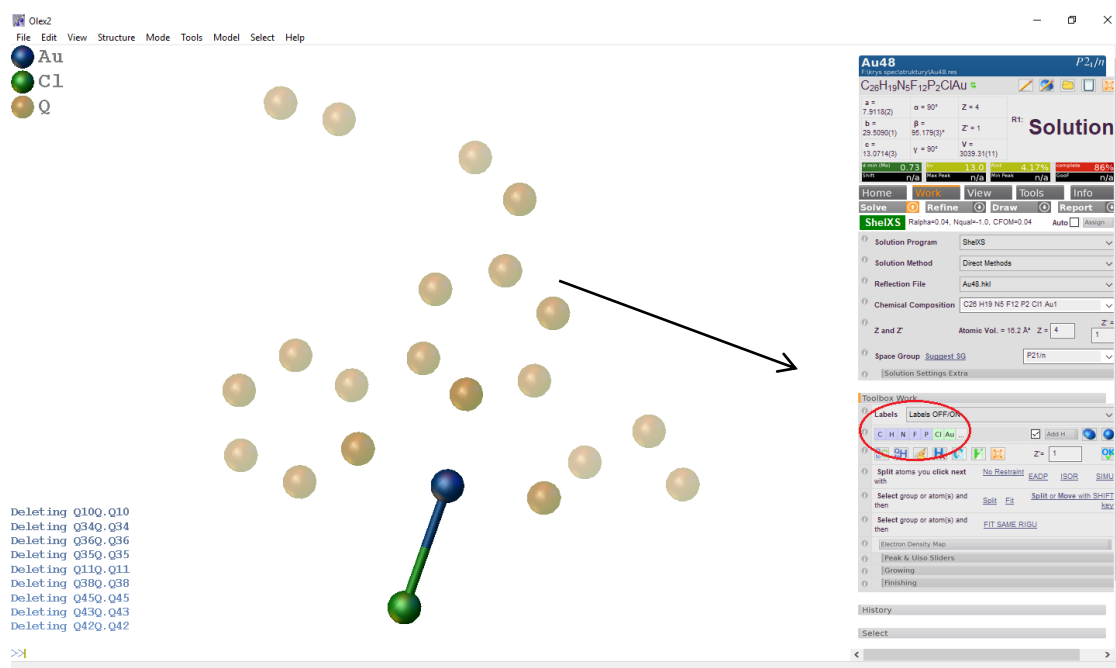 Olex2
File Edit View Structure Mode Tools Model Select Help
Au
Cl
Q
Deleting Q10Q.Q10
Deleting Q34Q.Q34
Deleting Q36Q.Q36
Deleting Q35Q.Q35
Deleting Q11Q.Q11
Deleting Q38Q.Q38
Deleting Q45Q.Q45
Deleting Q43Q.Q43
Deleting Q42Q.Q42
>>
Au48 P2₁/n
F:\krys spec\struktury\Au48.res
C₂₆H₁₉N₅F₁₂P₂ClAu
a = 7.9118(2) α = 90° Z = 4
b = 29.5090(1) β = 95.179(3)° Z' = 1
c = 13.0714(3) γ = 90° V = 3039.31(11)
R1: Solution
d min (Mo) 0.73 13.0 4.17% complete 86%
Shift n/a Max Peak n/a Min Peak n/a GooF n/a
Home Work View Tools Info
Solve Refine Draw Report
ShelXS Ralpha=0.04, Nqual=-1.0, CFOM=0.04 Auto Assign
Solution Program ShelXS
Solution Method Direct Methods
Reflection File Au48.hkl
Chemical Composition C26 H19 N5 F12 P2 Cl1 Au1
Z and Z' Atomic Vol. = 16.2 Å³ Z = 4 Z' = 1
Space Group Suggest SG P21/n
Solution Settings Extra
Toolbox Work
Labels Labels OFF/ON
C H N F P Cl Au ... Add H
Z'= 1 OK
Split atoms you click next with No Restraint EADP ISOR SIMU
Select group or atom(s) and then Split Fit Split or Move with SHIFT key
Select group or atom(s) and then FIT SAME RIGU
Electron Density Map
Peak & Uiso Sliders
Growing
Finishing
History
Select